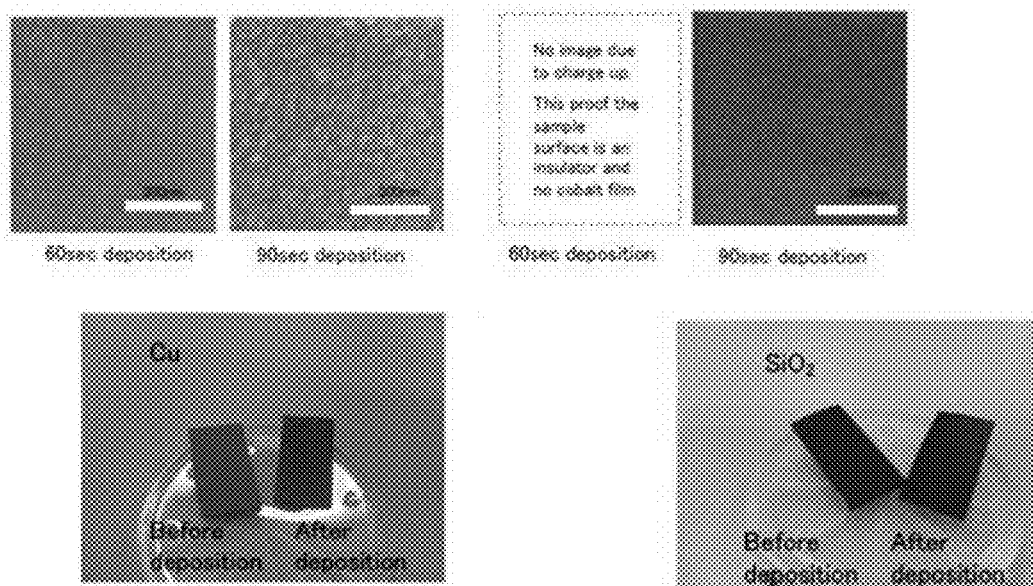 No image due
to charge up
This proof the
sample
surface is an
insulator and
no cobalt film
60sec deposition
90sec deposition
60sec deposition
90sec deposition
Cu
Before
deposition
After
deposition
SiO₂
Before
deposition
After
deposition